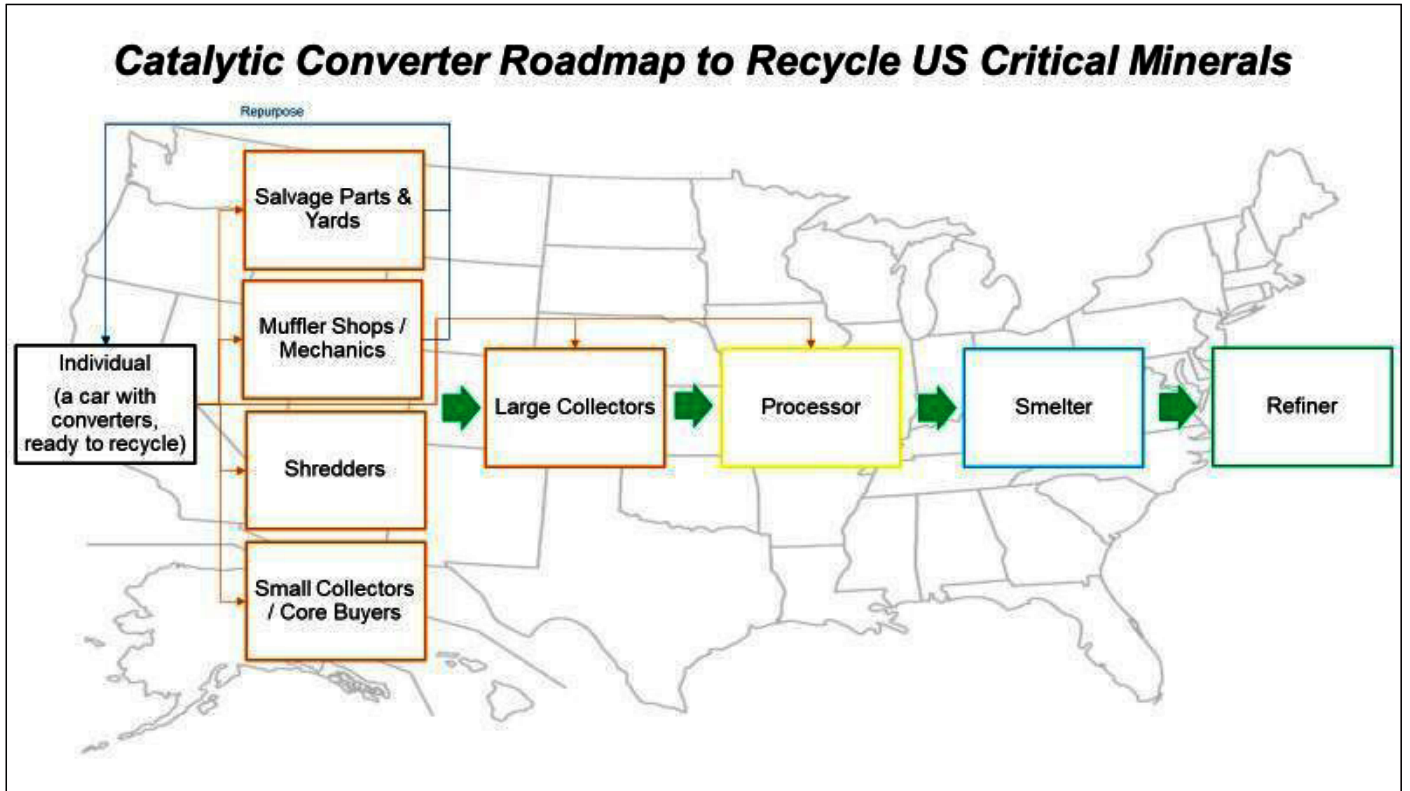 Catalytic Converter Roadmap to Recycle US Critical Minerals
Repurpose
Salvage Parts &
Yards
Muffler Shops /
Mechanics
Individual
(a car with
converters,
ready to recycle)
Shredders
Small Collectors
/ Core Buyers
Large Collectors
Processor
Smelter
Refiner